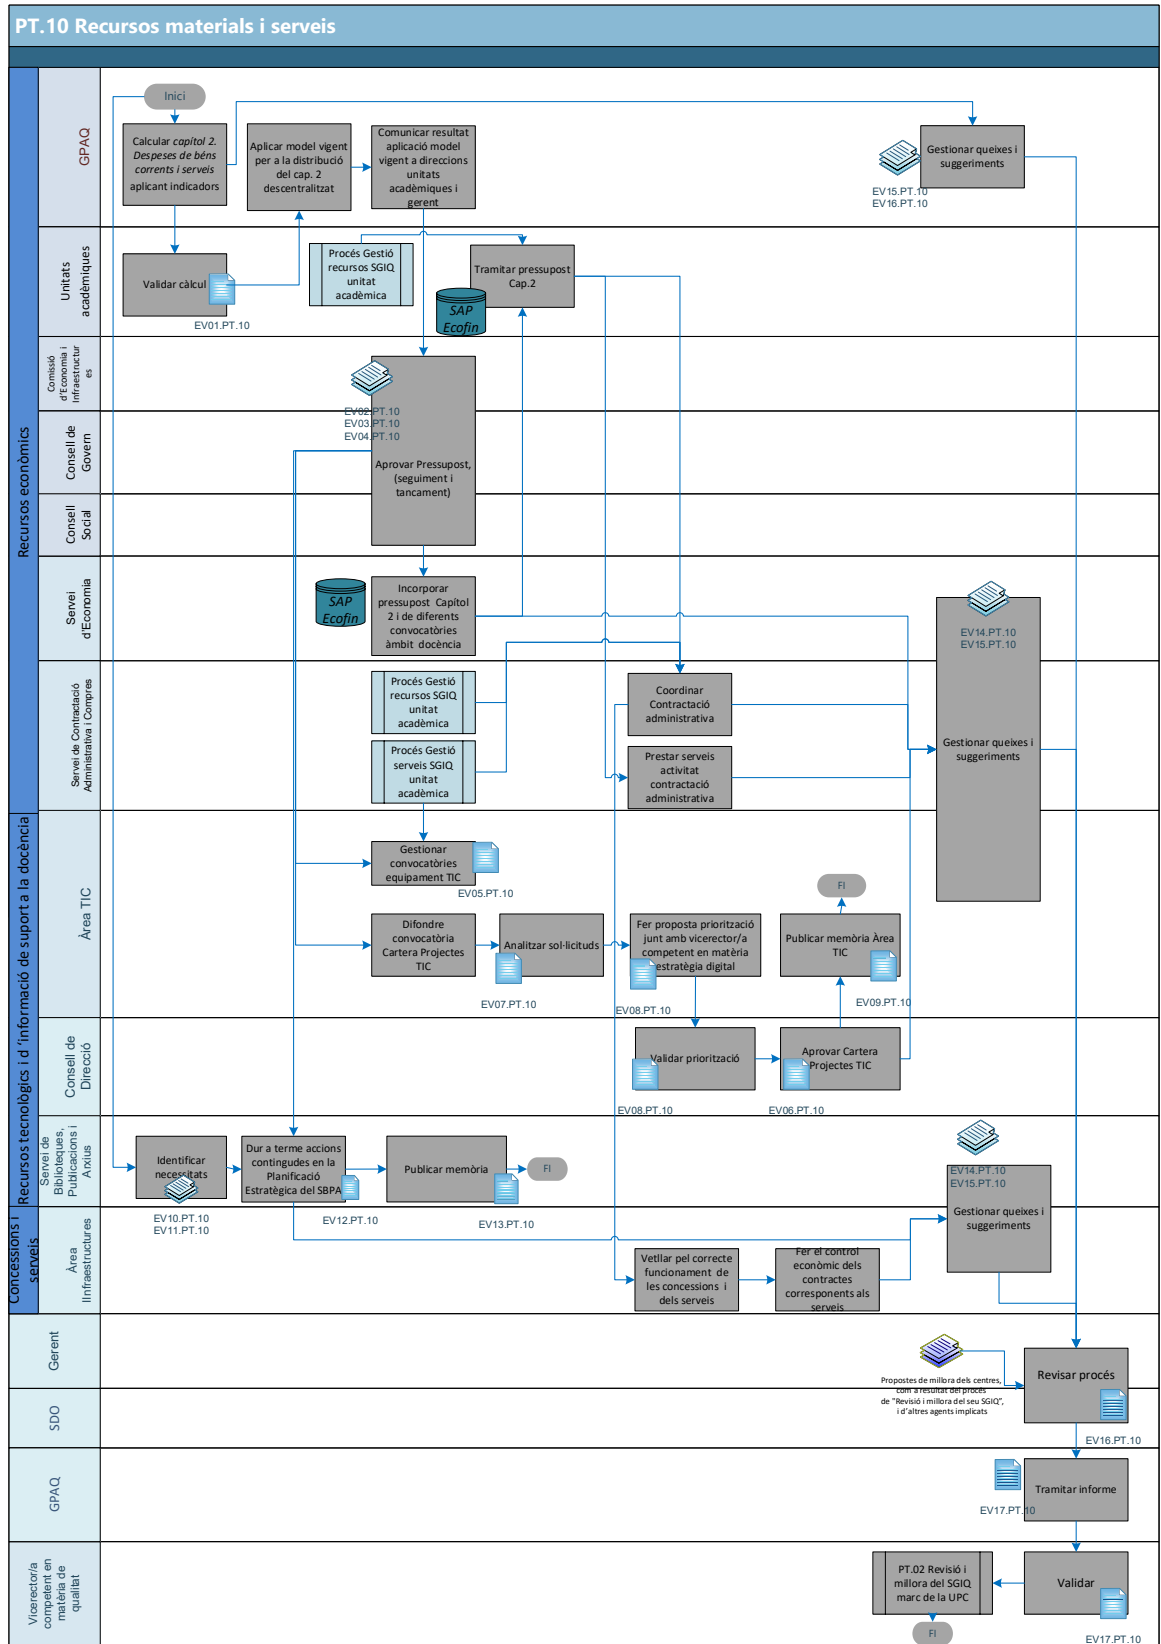 PT.10 Recursos materials i serveis
Recursos econòmics
GPAQ
Inici
Calcular capítol 2.
Despeses de béns
corrents i serveis
aplicant indicadors
Aplicar model vigent
per a la distribució
del cap. 2
descentralitzat
Comunicar resultat
aplicació model
vigent a direccions
unitats
acadèmiques i
gerent
Gestionar queixes i
suggeriments
EV15.PT.10
EV16.PT.10
Unitats
acadèmiques
Validar càlcul
EV01.PT.10
Procés Gestió
recursos SGIQ
unitat
acadèmica
Tramitar pressupost
Cap.2
SAP
Ecofin
Comissió
d'Economia i
Infraestructur
es
EV02.PT.10
EV03.PT.10
EV04.PT.10
Consell de
Govern
Aprovar Pressupost,
(seguiment i
tancament)
Consell
Social
Servei
d'Economia
SAP
Ecofin
Incorporar
pressupost Capítol
2 i de diferents
convocatòries
àmbit docència
EV14.PT.10
EV15.PT.10
Gestionar queixes i
suggeriments
Servei de Contractació
Administrativa i Compres
Procés Gestió
recursos SGIQ
unitat
acadèmica
Procés Gestió
serveis SGIQ
unitat
acadèmica
Coordinar
Contractació
administrativa
Prestar serveis
activitat
contractació
administrativa
Recursos tecnològics i d'informació de suport a la docència
Àrea TIC
Gestionar
convocatòries
equipament TIC
EV05.PT.10
Difondre
convocatòria
Cartera Projectes
TIC
Analitzar sol·licituds
EV07.PT.10
Fer proposta priorització
junt amb vicerector/a
competent en matèria
estratègia digital
EV08.PT.10
FI
Publicar memòria Àrea
TIC
EV09.PT.10
Consell de
Direcció
Validar priorització
EV08.PT.10
Aprovar Cartera
Projectes TIC
EV06.PT.10
Servei de
Biblioteques,
Publicacions i
Arxius
Identificar
necessitats
EV10.PT.10
EV11.PT.10
Dur a terme accions
contingudes en la
Planificació
Estratègica del SBPA
EV12.PT.10
Publicar memòria
EV13.PT.10
FI
EV14.PT.10
EV15.PT.10
Gestionar queixes i
suggeriments
Concessions i
serveis
Àrea
IInfraestructures
Vetllar pel correcte
funcionament de
les concessions i
dels serveis
Fer el control
econòmic dels
contractes
corresponents als
serveis
Gerent
Propostes de millora dels centres,
com a resultat del procés
de "Revisió i millora del seu SGIQ",
i d'altres agents implicats
Revisar procés
EV16.PT.10
SDO
GPAQ
Tramitar informe
EV17.PT.10
Vicerector/a
competent en
matèria de
qualitat
PT.02 Revisió i
millora del SGIQ
marc de la UPC
Validar
EV17.PT.10
FI